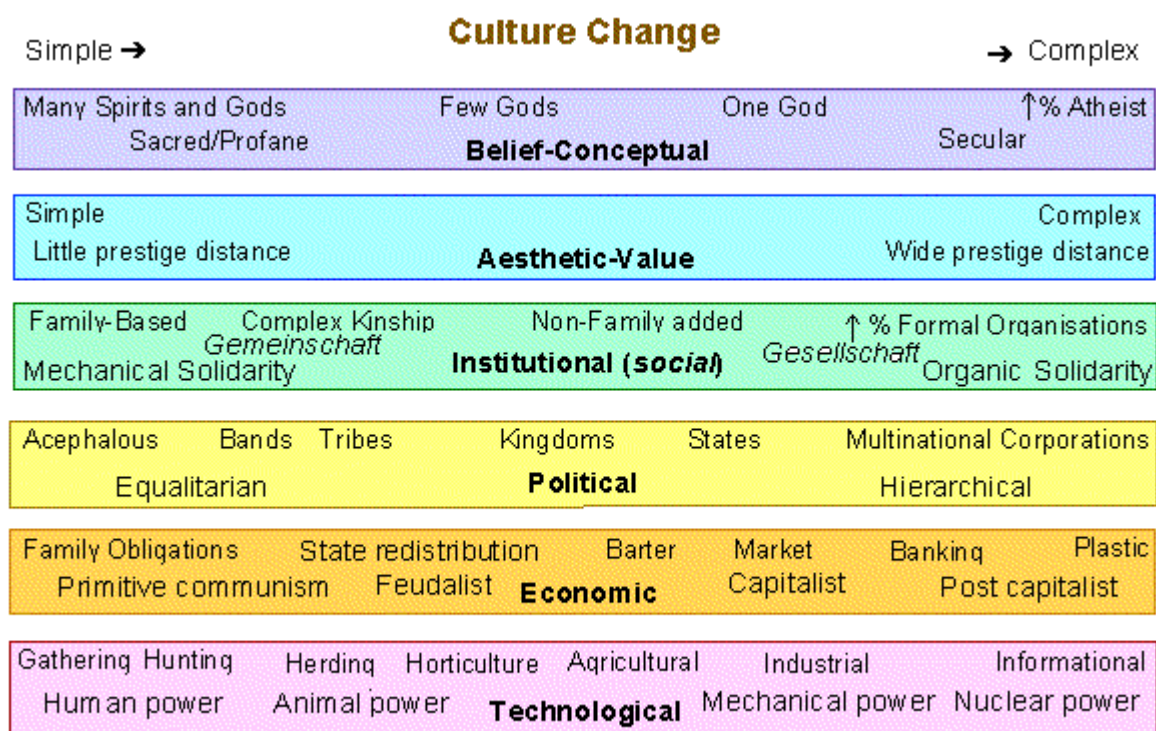 Culture Change
Simple → → Complex
Many Spirits and Gods Few Gods One God ↑% Atheist
Sacred/Profane Belief-Conceptual Secular
Simple Complex
Little prestige distance Aesthetic-Value Wide prestige distance
Family-Based Complex Kinship Non-Family added ↑ % Formal Organisations
Gemeinschaft Gesellschaft
Mechanical Solidarity Institutional (social) Organic Solidarity
Acephalous Bands Tribes Kingdoms States Multinational Corporations
Equalitarian Political Hierarchical
Family Obligations State redistribution Barter Market Banking Plastic
Primitive communism Feudalist Economic Capitalist Post capitalist
Gathering Hunting Herding Horticulture Agricultural Industrial Informational
Human power Animal power Technological Mechanical power Nuclear power